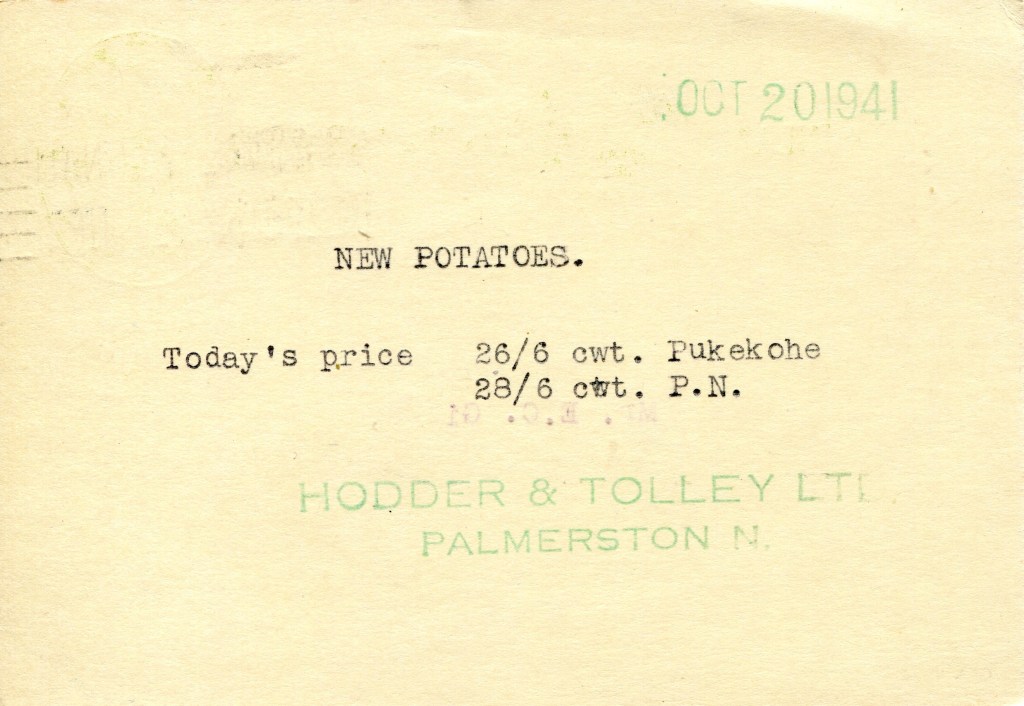 OCT 20 1941
NEW POTATOES.
Today's price 26/6 cwt. Pukekohe
28/6 cwt. P.N.
HODDER & TOLLEY LTD
PALMERSTON N.